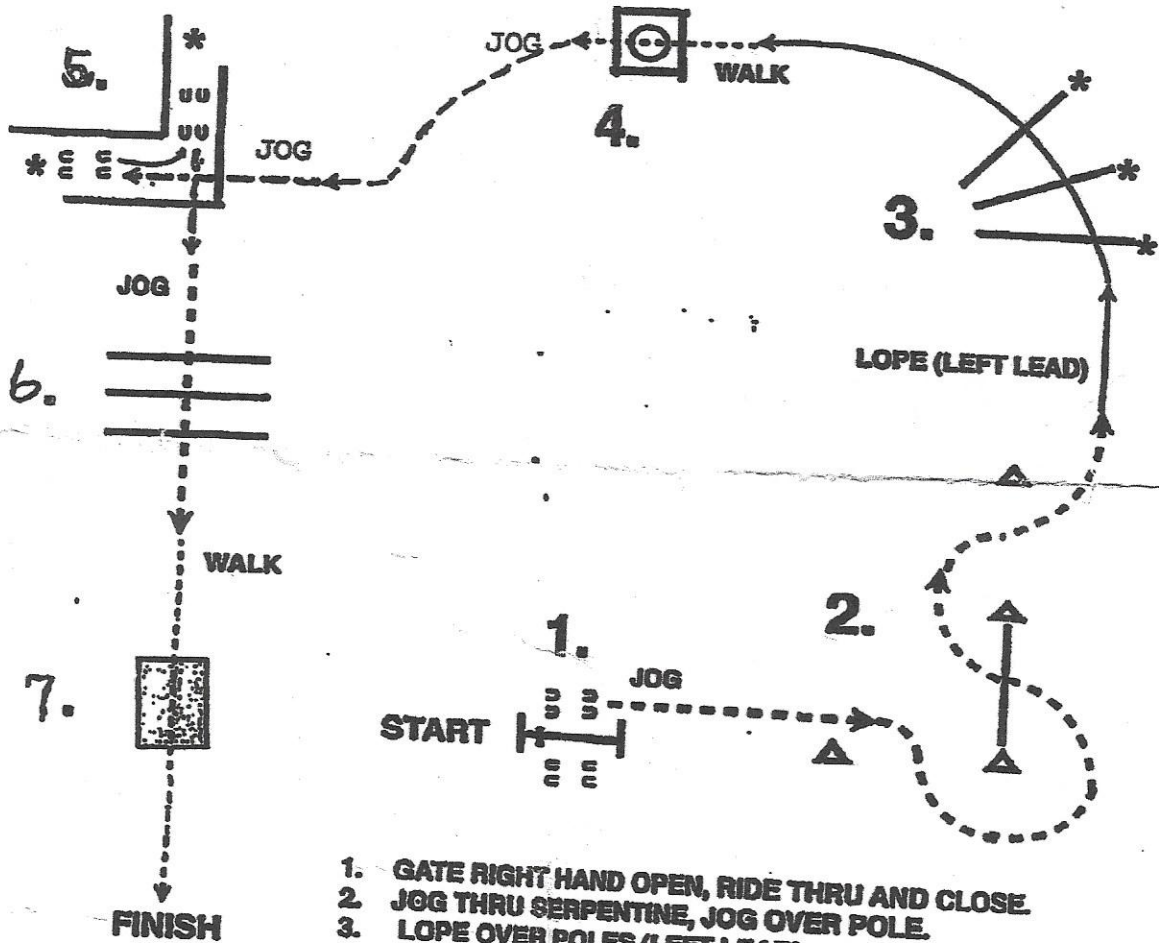 5.
JOG
WALK
4.
JOG
3.
JOG
LOPE (LEFT LEAD)
6.
WALK
1.
2.
JOG
7.
START
FINISH
1. GATE RIGHT HAND OPEN, RIDE THRU AND CLOSE.
2. JOG THRU SERPENTINE, JOG OVER POLE.
3. LOPE OVER POLES (LEFT LEAD)